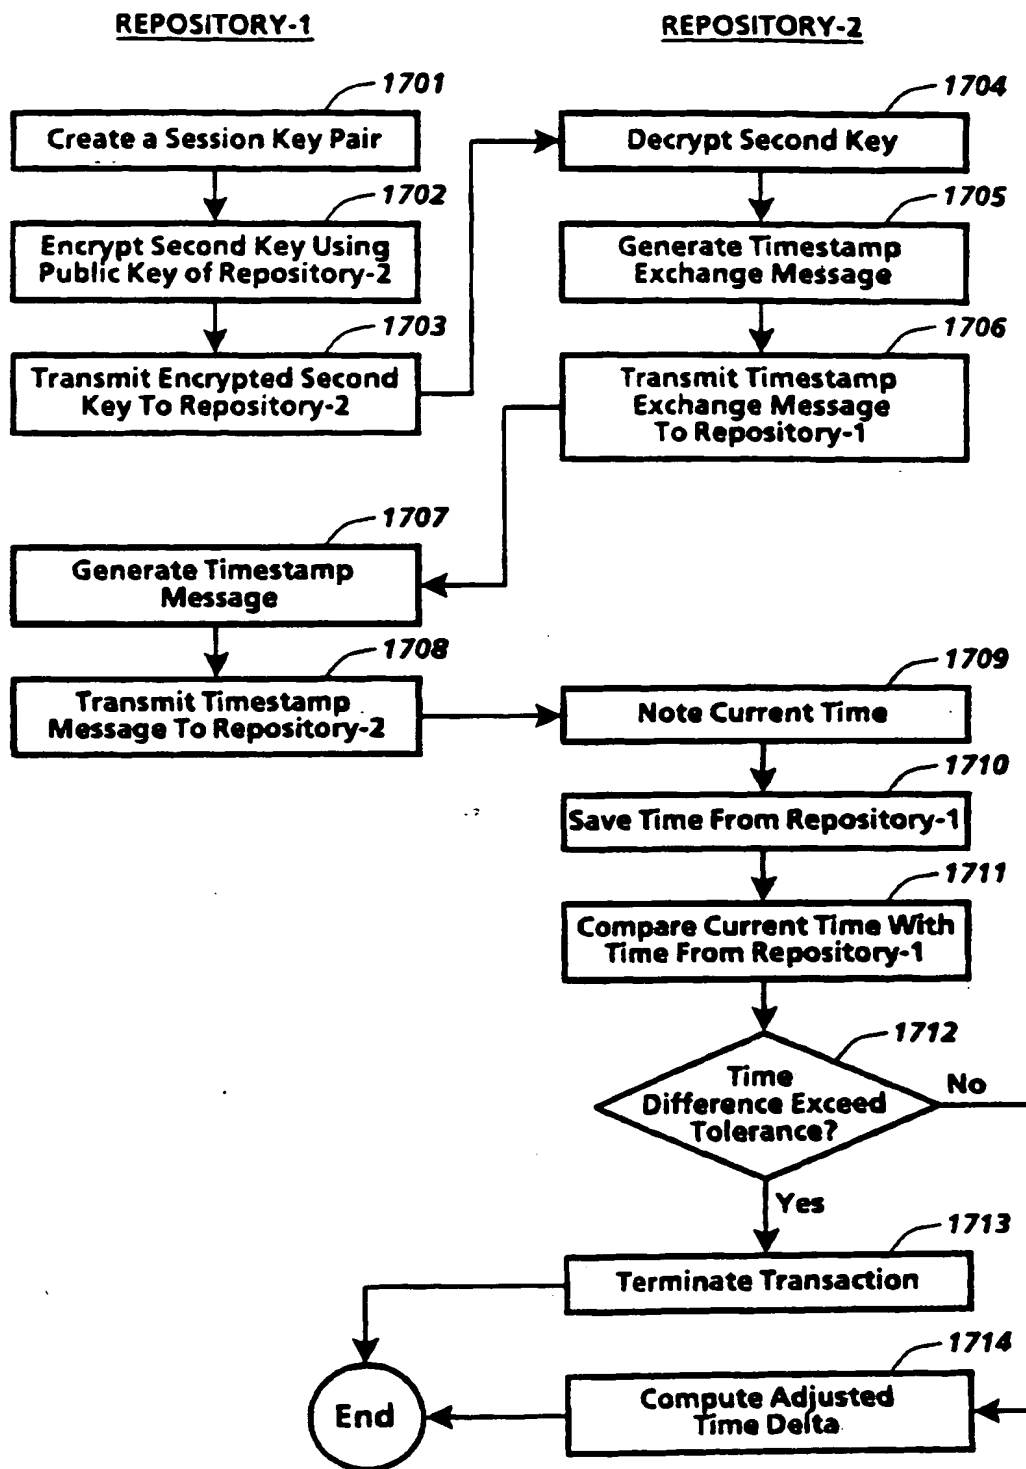 REPOSITORY-1
REPOSITORY-2
1701
Create a Session Key Pair
1702
Encrypt Second Key Using
Public Key of Repository-2
1703
Transmit Encrypted Second
Key To Repository-2
1704
Decrypt Second Key
1705
Generate Timestamp
Exchange Message
1706
Transmit Timestamp
Exchange Message
To Repository-1
1707
Generate Timestamp
Message
1708
Transmit Timestamp
Message To Repository-2
1709
Note Current Time
1710
Save Time From Repository-1
1711
Compare Current Time With
Time From Repository-1
1712
Time
Difference Exceed
Tolerance?
No
Yes
1713
Terminate Transaction
1714
Compute Adjusted
Time Delta
End